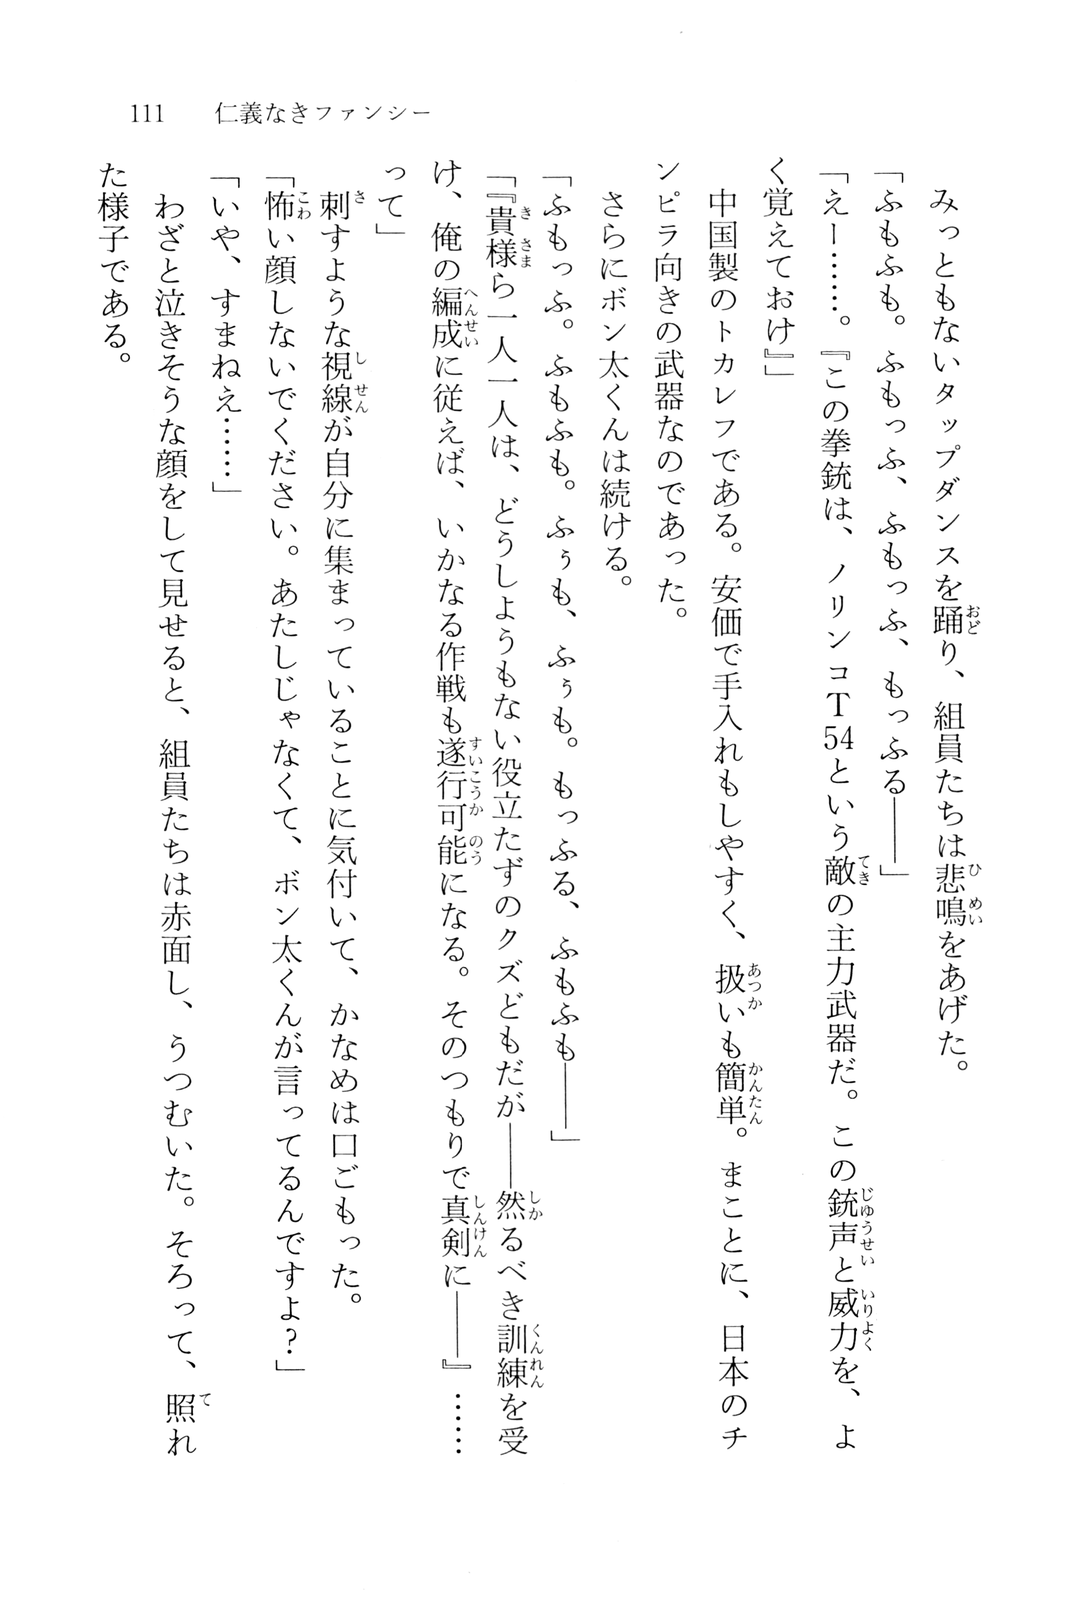 111　仁義なきファンシー
みっともないタップダンスを踊り、組員たちは悲鳴をあげた。
「ふもふも。ふもっふ、ふもっふ、もっふる――」
「えー……。『この拳銃は、ノリンコT54という敵の主力武器だ。この銃声と威力を、よ
く覚えておけ』」
中国製のトカレフである。安価で手入れもしやすく、扱いも簡単。まことに、日本のチ
ンピラ向きの武器なのであった。
さらにボン太くんは続ける。
「ふもっふ。ふもふも。ふぅも、ふぅも。もっふる、ふもふも――」
「『貴様ら一人一人は、どうしようもない役立たずのクズどもだが――然るべき訓練を受
け、俺の編成に従えば、いかなる作戦も遂行可能になる。そのつもりで真剣に――』……
って」
刺すような視線が自分に集まっていることに気付いて、かなめは口ごもった。
「怖い顔しないでください。あたしじゃなくて、ボン太くんが言ってるんですよ？」
「いや、すまねえ……」
わざと泣きそうな顔をして見せると、組員たちは赤面し、うつむいた。そろって、照れ
た様子である。